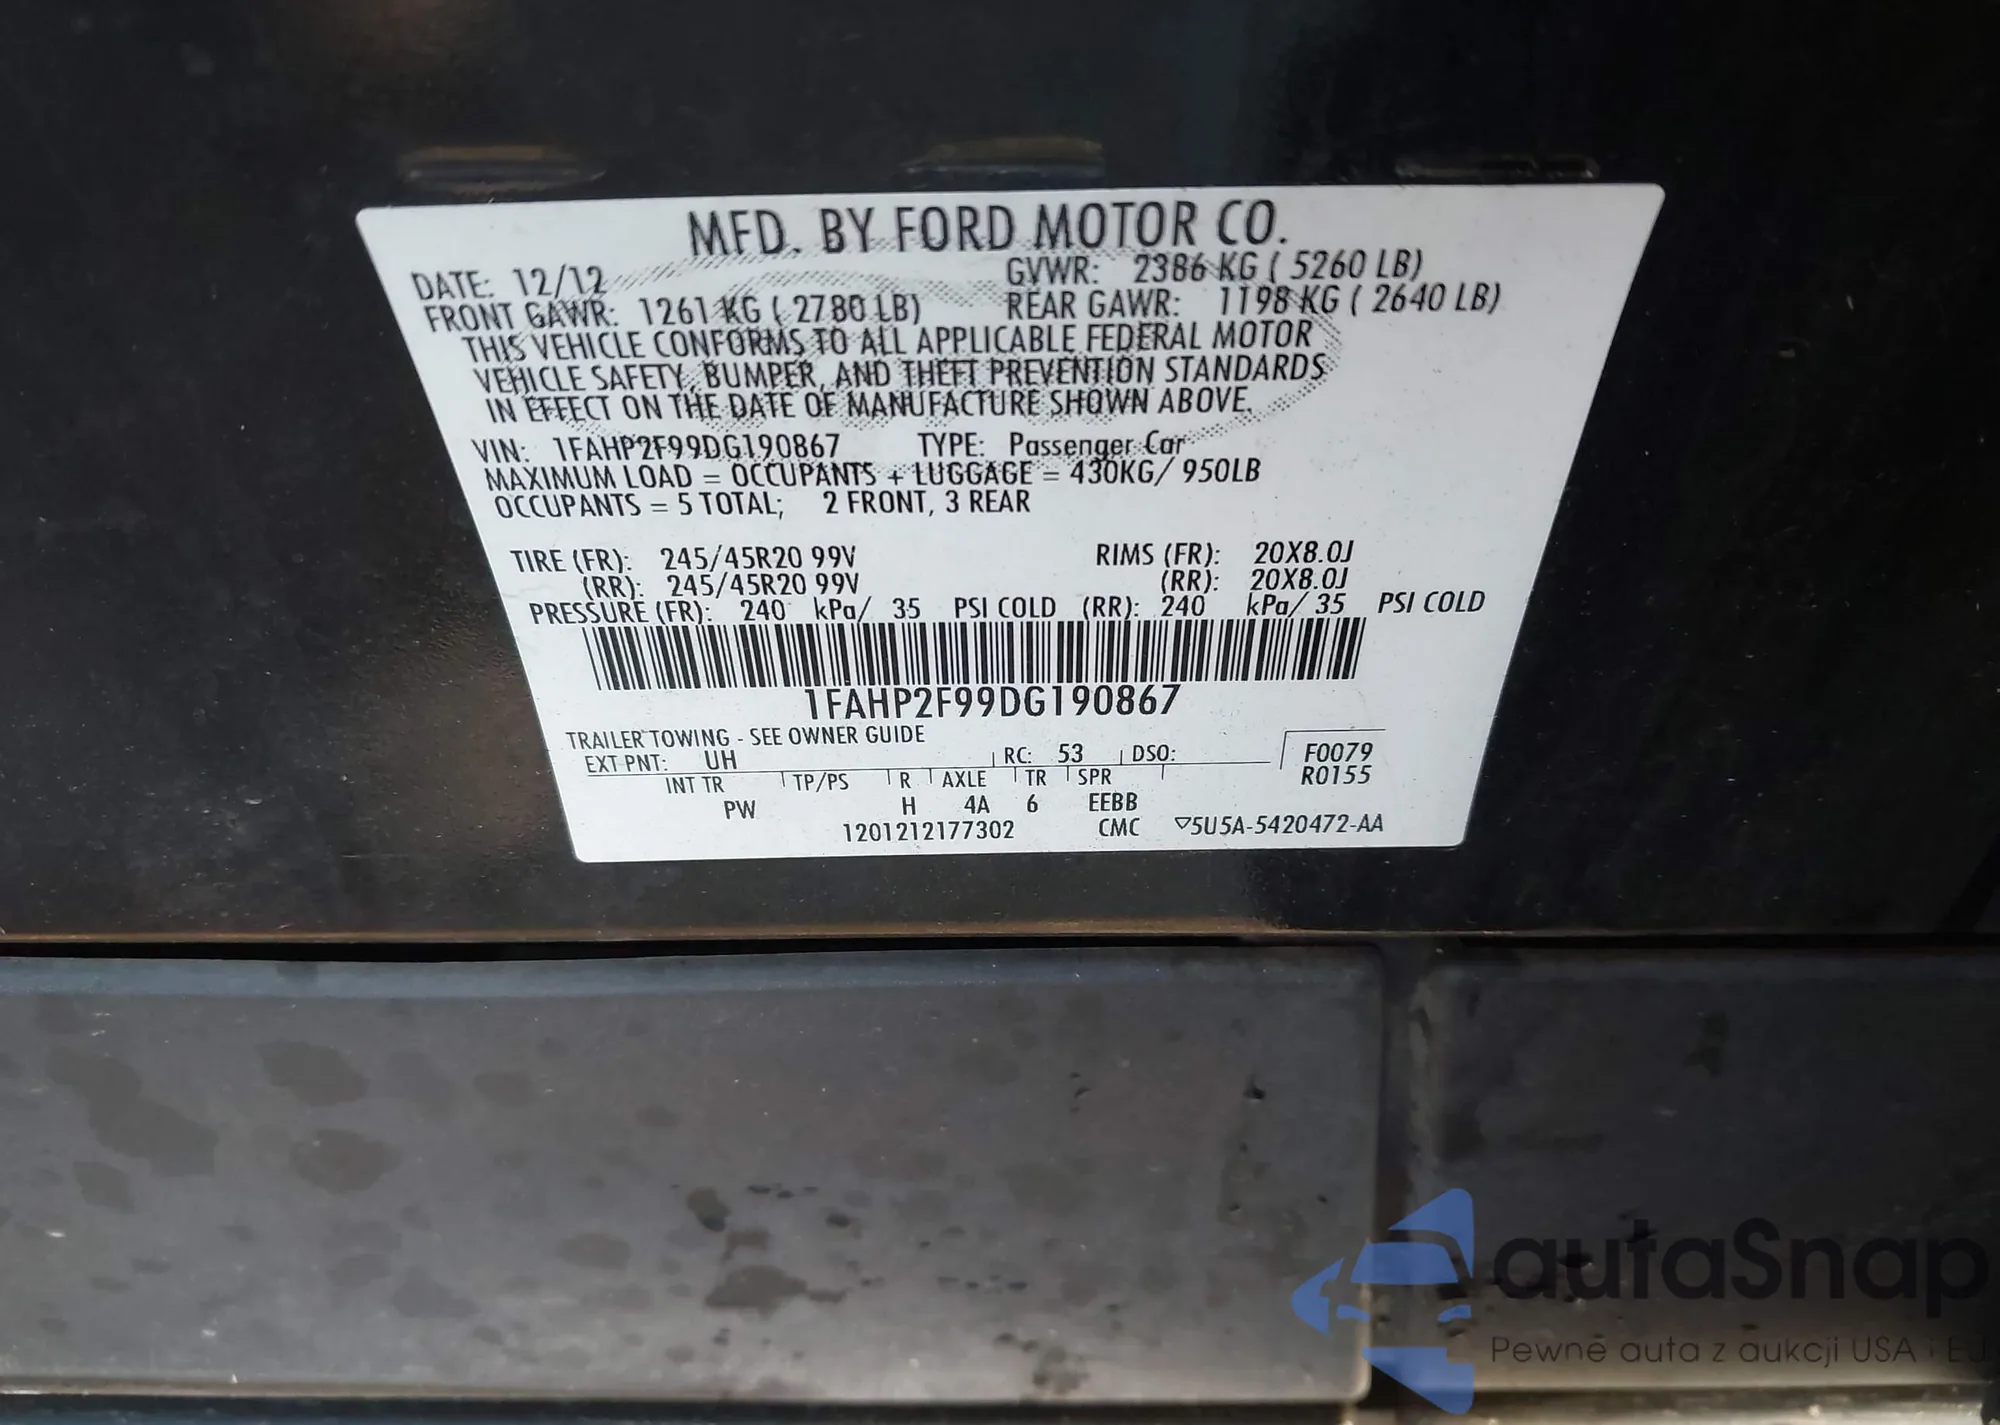 MFD. BY FORD MOTOR CO.
DATE: 12/12 GVWR: 2386 KG ( 5260 LB)
FRONT GAWR: 1261 KG ( 2780 LB) REAR GAWR: 1198 KG ( 2640 LB)
THIS VEHICLE CONFORMS TO ALL APPLICABLE FEDERAL MOTOR
VEHICLE SAFETY, BUMPER, AND THEFT PREVENTION STANDARDS
IN EFFECT ON THE DATE OF MANUFACTURE SHOWN ABOVE.
VIN: 1FAHP2F99DG190867 TYPE: Passenger Car
MAXIMUM LOAD = OCCUPANTS + LUGGAGE = 430KG/ 950LB
OCCUPANTS = 5 TOTAL; 2 FRONT, 3 REAR
TIRE (FR): 245/45R20 99V RIMS (FR): 20X8.0J
(RR): 245/45R20 99V (RR): 20X8.0J
PRESSURE (FR): 240 kPa/ 35 PSI COLD (RR): 240 kPa/ 35 PSI COLD
1FAHP2F99DG190867
TRAILER TOWING - SEE OWNER GUIDE
EXT PNT: UH RC: 53 DSO: F0079
INT TR TP/PS R AXLE TR SPR R0155
PW H 4A 6 EEBB
1201212177302 CMC ▽5U5A-5420472-AA
autaSnap
Pewne auta z aukcji USA i EU